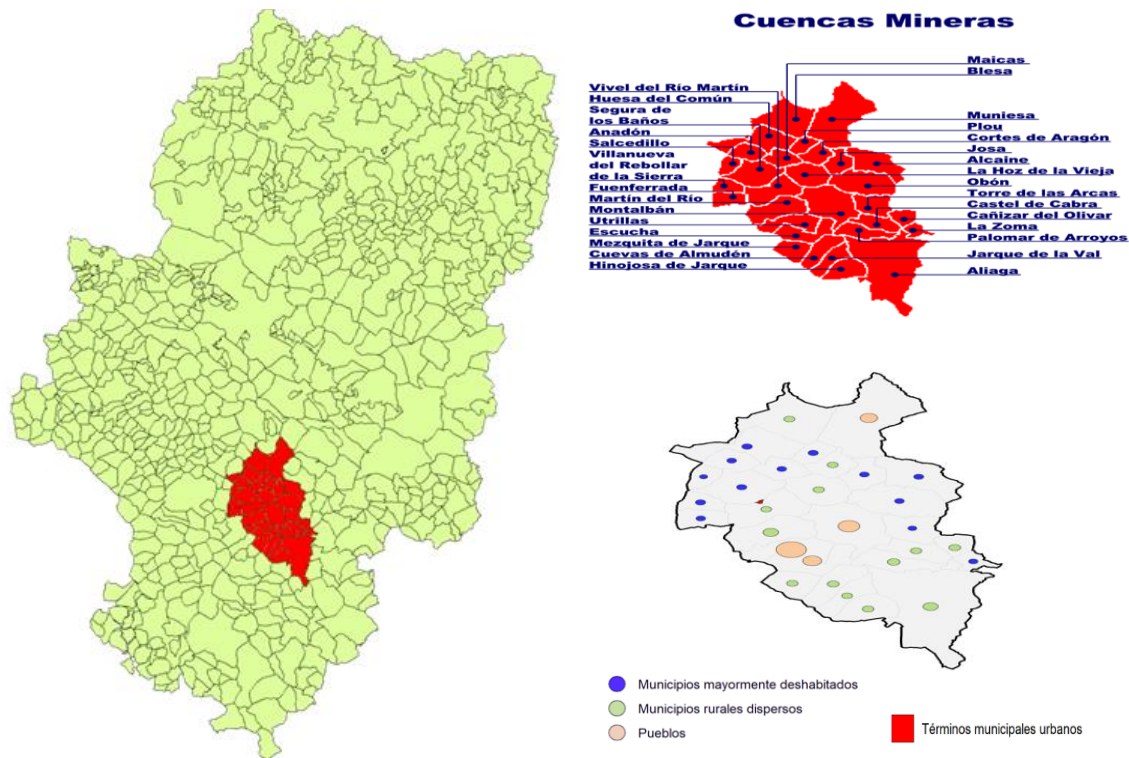 Cuencas Mineras
Maicas
Blesa
Vivel del Río Martín
Huesa del Común
Segura de
los Baños
Anadón
Salcedillo
Villanueva
del Rebollar
de la Sierra
Fuenferrada
Martín del Río
Montalbán
Utrillas
Escucha
Mezquita de Jarque
Cuevas de Almudén
Hinojosa de Jarque
Muniesa
Plou
Cortes de Aragón
Josa
Alcaine
La Hoz de la Vieja
Obón
Torre de las Arcas
Castel de Cabra
Cañizar del Olivar
La Zoma
Palomar de Arroyos
Jarque de la Val
Aliaga
Municipios mayormente deshabitados
Municipios rurales dispersos
Pueblos
Términos municipales urbanos